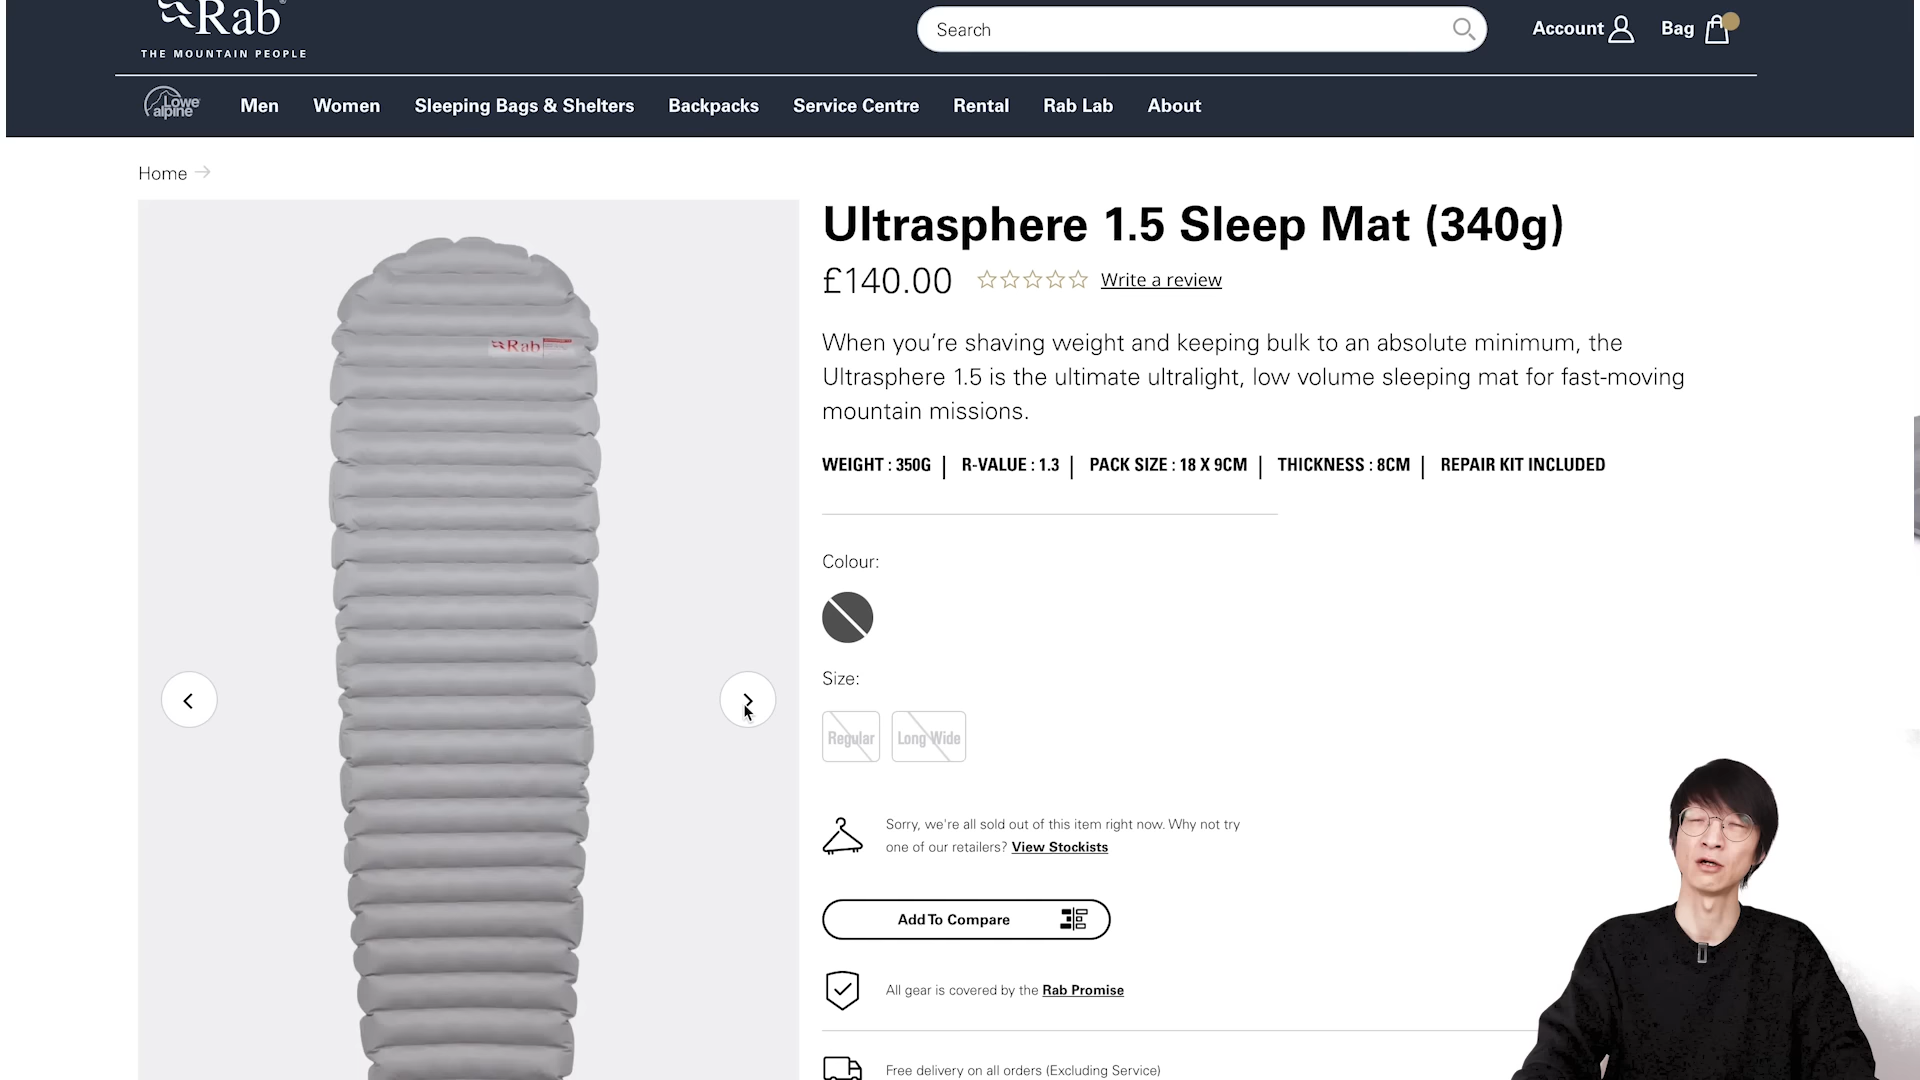 Rab
THE MOUNTAIN PEOPLE
Search
Account
Bag
Lowe alpine
Men
Women
Sleeping Bags & Shelters
Backpacks
Service Centre
Rental
Rab Lab
About
Home
Rab
Ultrasphere 1.5 Sleep Mat (340g)
£140.00
Write a review
When you’re shaving weight and keeping bulk to an absolute minimum, the
Ultrasphere 1.5 is the ultimate ultralight, low volume sleeping mat for fast-moving
mountain missions.
WEIGHT : 350G | R-VALUE : 1.3 | PACK SIZE : 18 X 9CM | THICKNESS : 8CM | REPAIR KIT INCLUDED
Colour:
Size:
Regular
Long Wide
Sorry, we're all sold out of this item right now. Why not try
one of our retailers? View Stockists
Add To Compare
All gear is covered by the Rab Promise
Free delivery on all orders (Excluding Service)